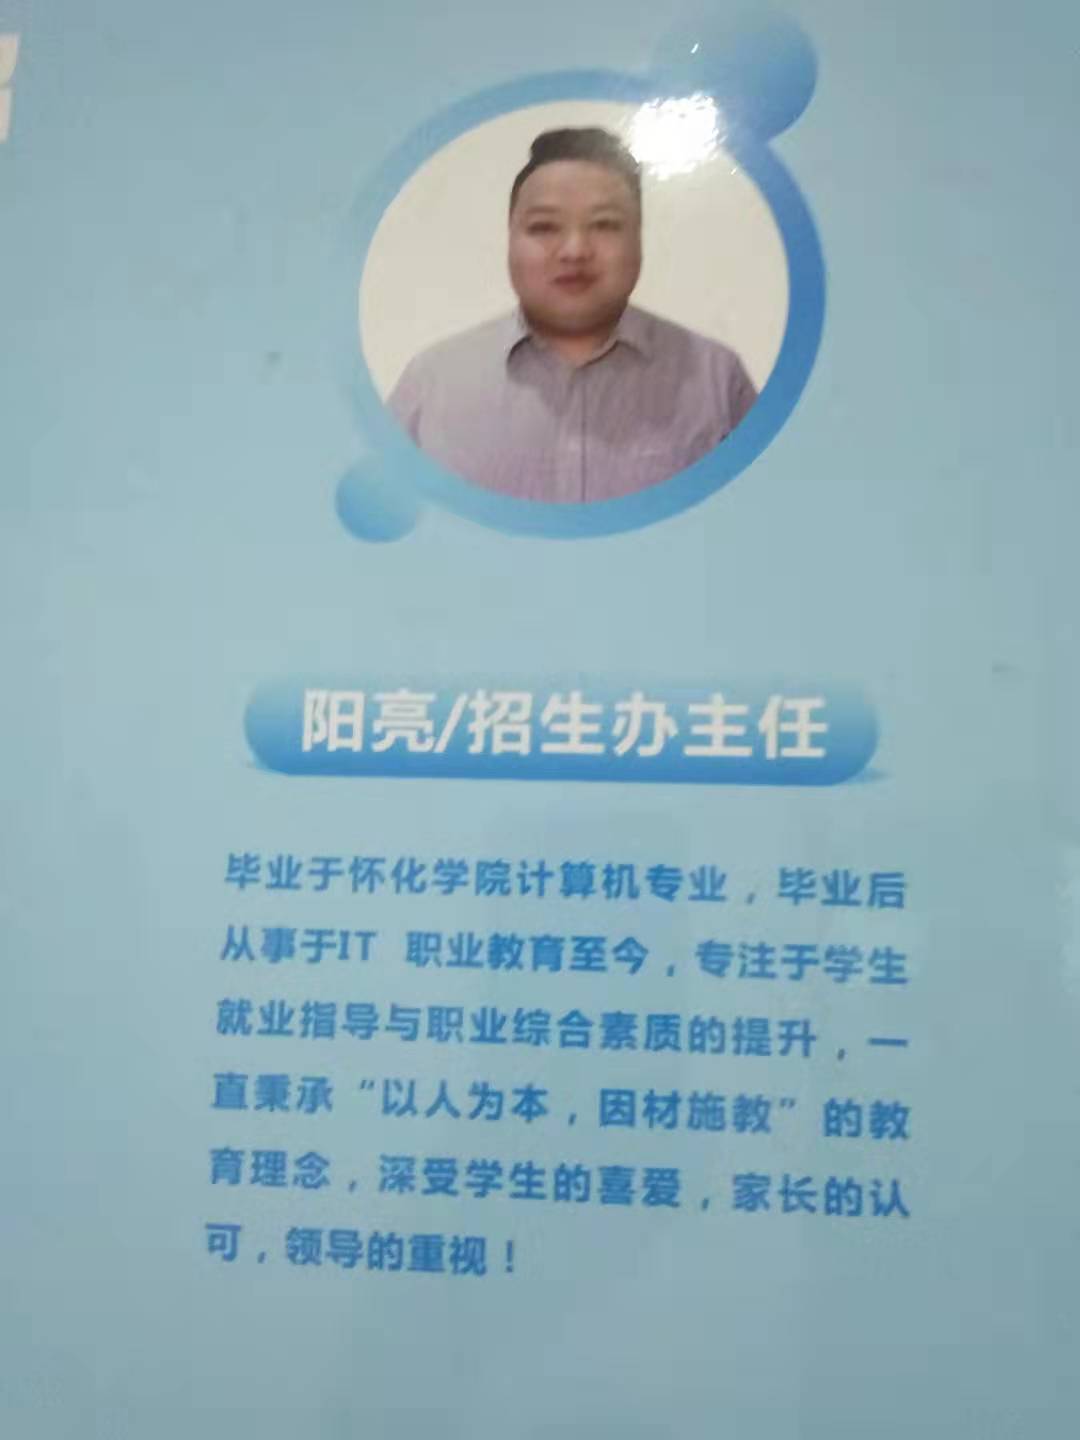 阳亮/招生办主任
毕业于怀化学院计算机专业，毕业后
从事于IT 职业教育至今，专注于学生
就业指导与职业综合素质的提升，一
直秉承“以人为本，因材施教”的教
育理念，深受学生的喜爱，家长的认
可，领导的重视！